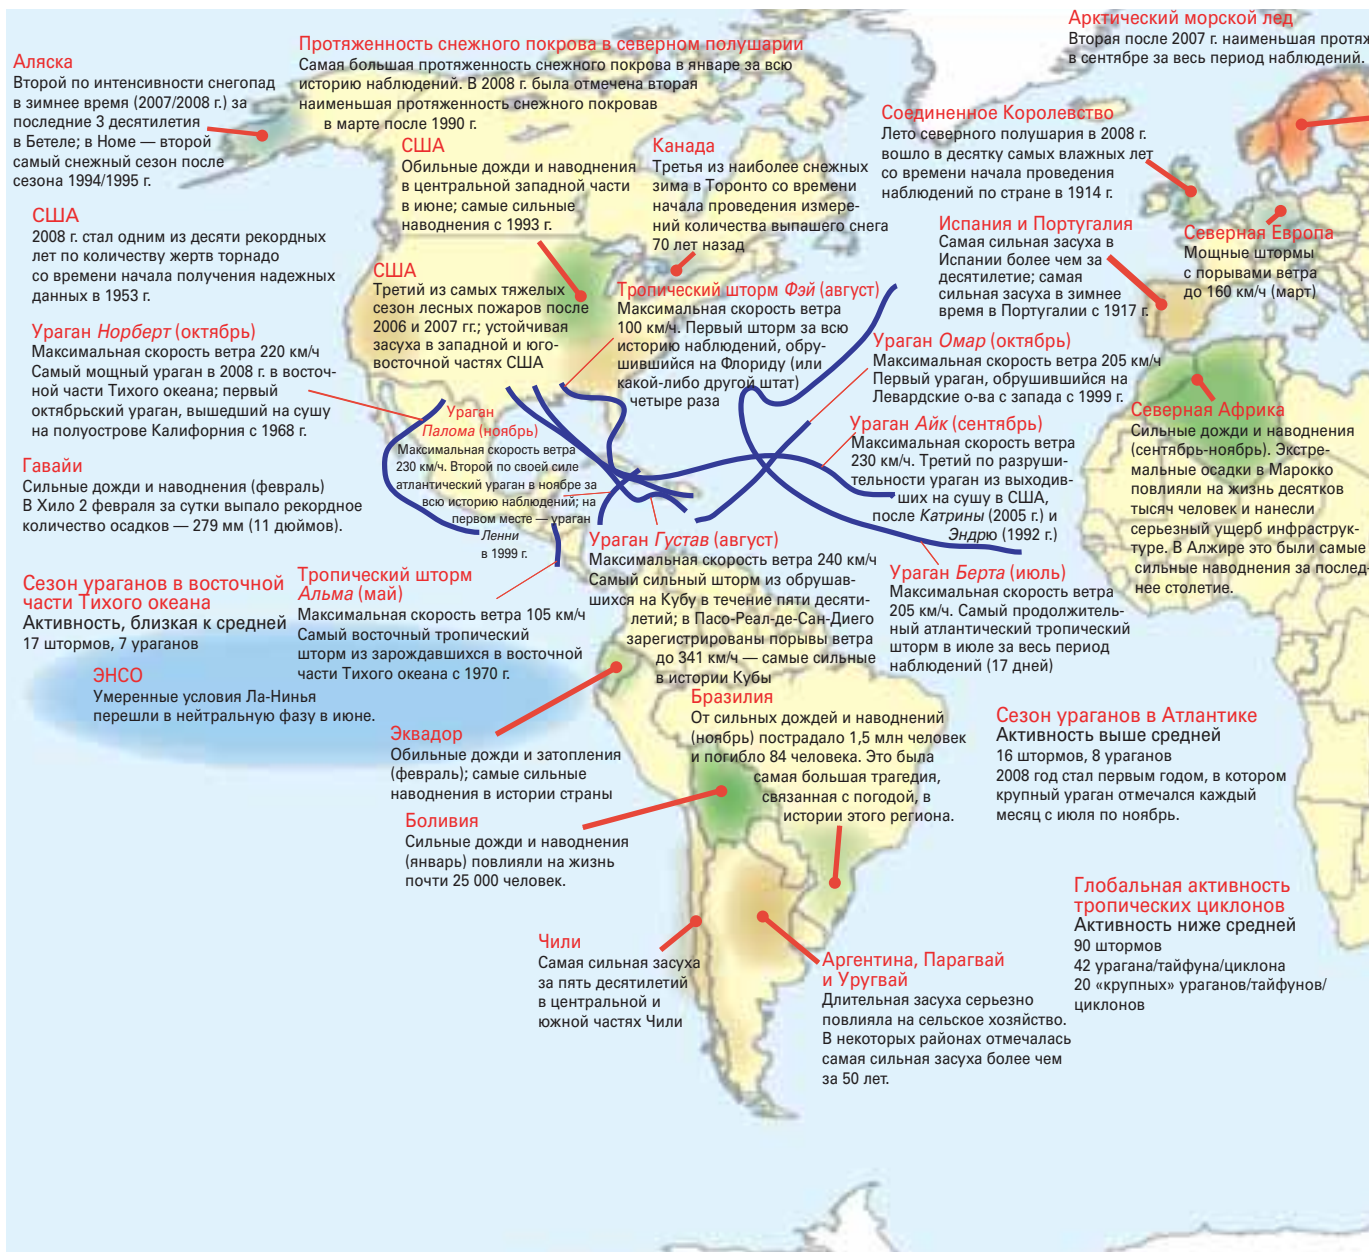 Арктический морской лед
Вторая после 2007 г. наименьшая
в сентябре за весь период наблюдений.
Протяженность снежного покрова в северном полушарии
Самая большая протяженность снежного покрова в январе за всю
историю наблюдений. В 2008 г. была отмечена вторая
наименьшая протяженность снежного покровав
в марте после 1990 г.
Аляска
Второй по интенсивности снегопад
в зимнее время (2007/2008 г.) за
последние 3 десятилетия
в Бетеле; в Номе — второй
самый снежный сезон после
сезона 1994/1995 г.
США
Обильные дожди и наводнения
в центральной западной части
в июне; самые сильные
наводнения с 1993 г.
Канада
Третья из наиболее снежных
зима в Торонто со времени
начала проведения измере-
ний количества выпашего снега
70 лет назад
Соединенное Королевство
Лето северного полушария в 2008 г.
вошло в десятку самых влажных лет
со времени начала проведения
наблюдений по стране в 1914 г.
США
2008 г. стал одним из десяти рекордных
лет по количеству жертв торнадо
со времени начала получения надежных
данных в 1953 г.
США
Третий из самых тяжелых
сезон лесных пожаров после
2006 и 2007 гг.; устойчивая
засуха в западной и юго-
восточной частях США
Тропический шторм Фэй (август)
Максимальная скорость ветра
100 км/ч. Первый шторм за всю
историю наблюдений, обру-
шившийся на Флориду (или
какой-либо другой штат)
четыре раза
Испания и Португалия
Самая сильная засуха в
Испании более чем за
десятилетие; самая
сильная засуха в зимнее
время в Португалии с 1917 г.
Северная Европа
Мощные штормы
с порывами ветра
до 160 км/ч (март)
Ураган Норберт (октябрь)
Максимальная скорость ветра 220 км/ч
Самый мощный ураган в 2008 г. в восточ-
ной части Тихого океана; первый
октябрьский ураган, вышедший на сушу
на полуострове Калифорния с 1968 г.
Ураган Омар (октябрь)
Максимальная скорость ветра 205 км/ч
Первый ураган, обрушившийся на
Левардские о-ва с запада с 1999 г.
Ураган
Палома (ноябрь)
Максимальная скорость ветра
230 км/ч. Второй по своей силе
атлантический ураган в ноябре за
всю историю наблюдений; на
первом месте — ураган
Ленни
в 1999 г.
Ураган Айк (сентябрь)
Максимальная скорость ветра
230 км/ч. Третий по разруши-
тельности ураган из выходив-
ших на сушу в США,
после Катрины (2005 г.) и
Эндрю (1992 г.)
Северная Африка
Сильные дожди и наводнения
(сентябрь-ноябрь). Экстре-
мальные осадки в Марокко
повлияли на жизнь десятков
тысяч человек и нанесли
серьезный ущерб инфраструк-
туре. В Алжире это были самые
сильные наводнения за послед-
нее столетие.
Гавайи
Сильные дожди и наводнения (февраль)
В Хило 2 февраля за сутки выпало рекордное
количество осадков — 279 мм (11 дюймов).
Ураган Густав (август)
Максимальная скорость ветра 240 км/ч
Самый сильный шторм из обрушав-
шихся на Кубу в течение пяти десяти-
летий; в Пасо-Реал-де-Сан-Диего
зарегистрированы порывы ветра
до 341 км/ч — самые сильные
в истории Кубы
Ураган Берта (июль)
Максимальная скорость ветра
205 км/ч. Самый продолжитель-
ный атлантический тропический
шторм в июле за весь период
наблюдений (17 дней)
Сезон ураганов в восточной
части Тихого океана
Активность, близкая к средней
17 штормов, 7 ураганов
Тропический шторм
Альма (май)
Максимальная скорость ветра 105 км/ч
Самый восточный тропический
шторм из зарождавшихся в восточной
части Тихого океана с 1970 г.
ЭНСО
Умеренные условия Ла-Нинья
перешли в нейтральную фазу в июне.
Эквадор
Обильные дожди и затопления
(февраль); самые сильные
наводнения в истории страны
Бразилия
От сильных дождей и наводнений
(ноябрь) пострадало 1,5 млн человек
и погибло 84 человека. Это была
самая большая трагедия,
связанная с погодой, в
истории этого региона.
Сезон ураганов в Атлантике
Активность выше средней
16 штормов, 8 ураганов
2008 год стал первым годом, в котором
крупный ураган отмечался каждый
месяц с июля по ноябрь.
Боливия
Сильные дожди и наводнения
(январь) повлияли на жизнь
почти 25 000 человек.
Глобальная активность
тропических циклонов
Активность ниже средней
90 штормов
42 урагана/тайфуна/циклона
20 «крупных» ураганов/тайфунов/
циклонов
Чили
Самая сильная засуха
за пять десятилетий
в центральной и
южной частях Чили
Аргентина, Парагвай
и Уругвай
Длительная засуха серьезно
повлияла на сельское хозяйство.
В некоторых районах отмечалась
самая сильная засуха более чем
за 50 лет.